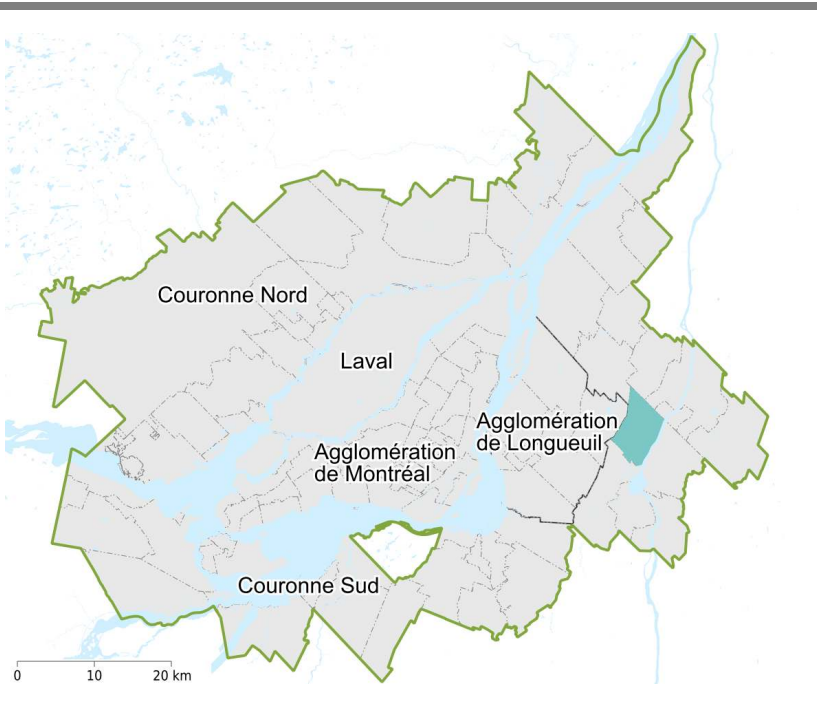 Couronne Nord
Laval
Agglomération
de Longueuil
Agglomération
de Montréal
Couronne Sud
0 10 20 km